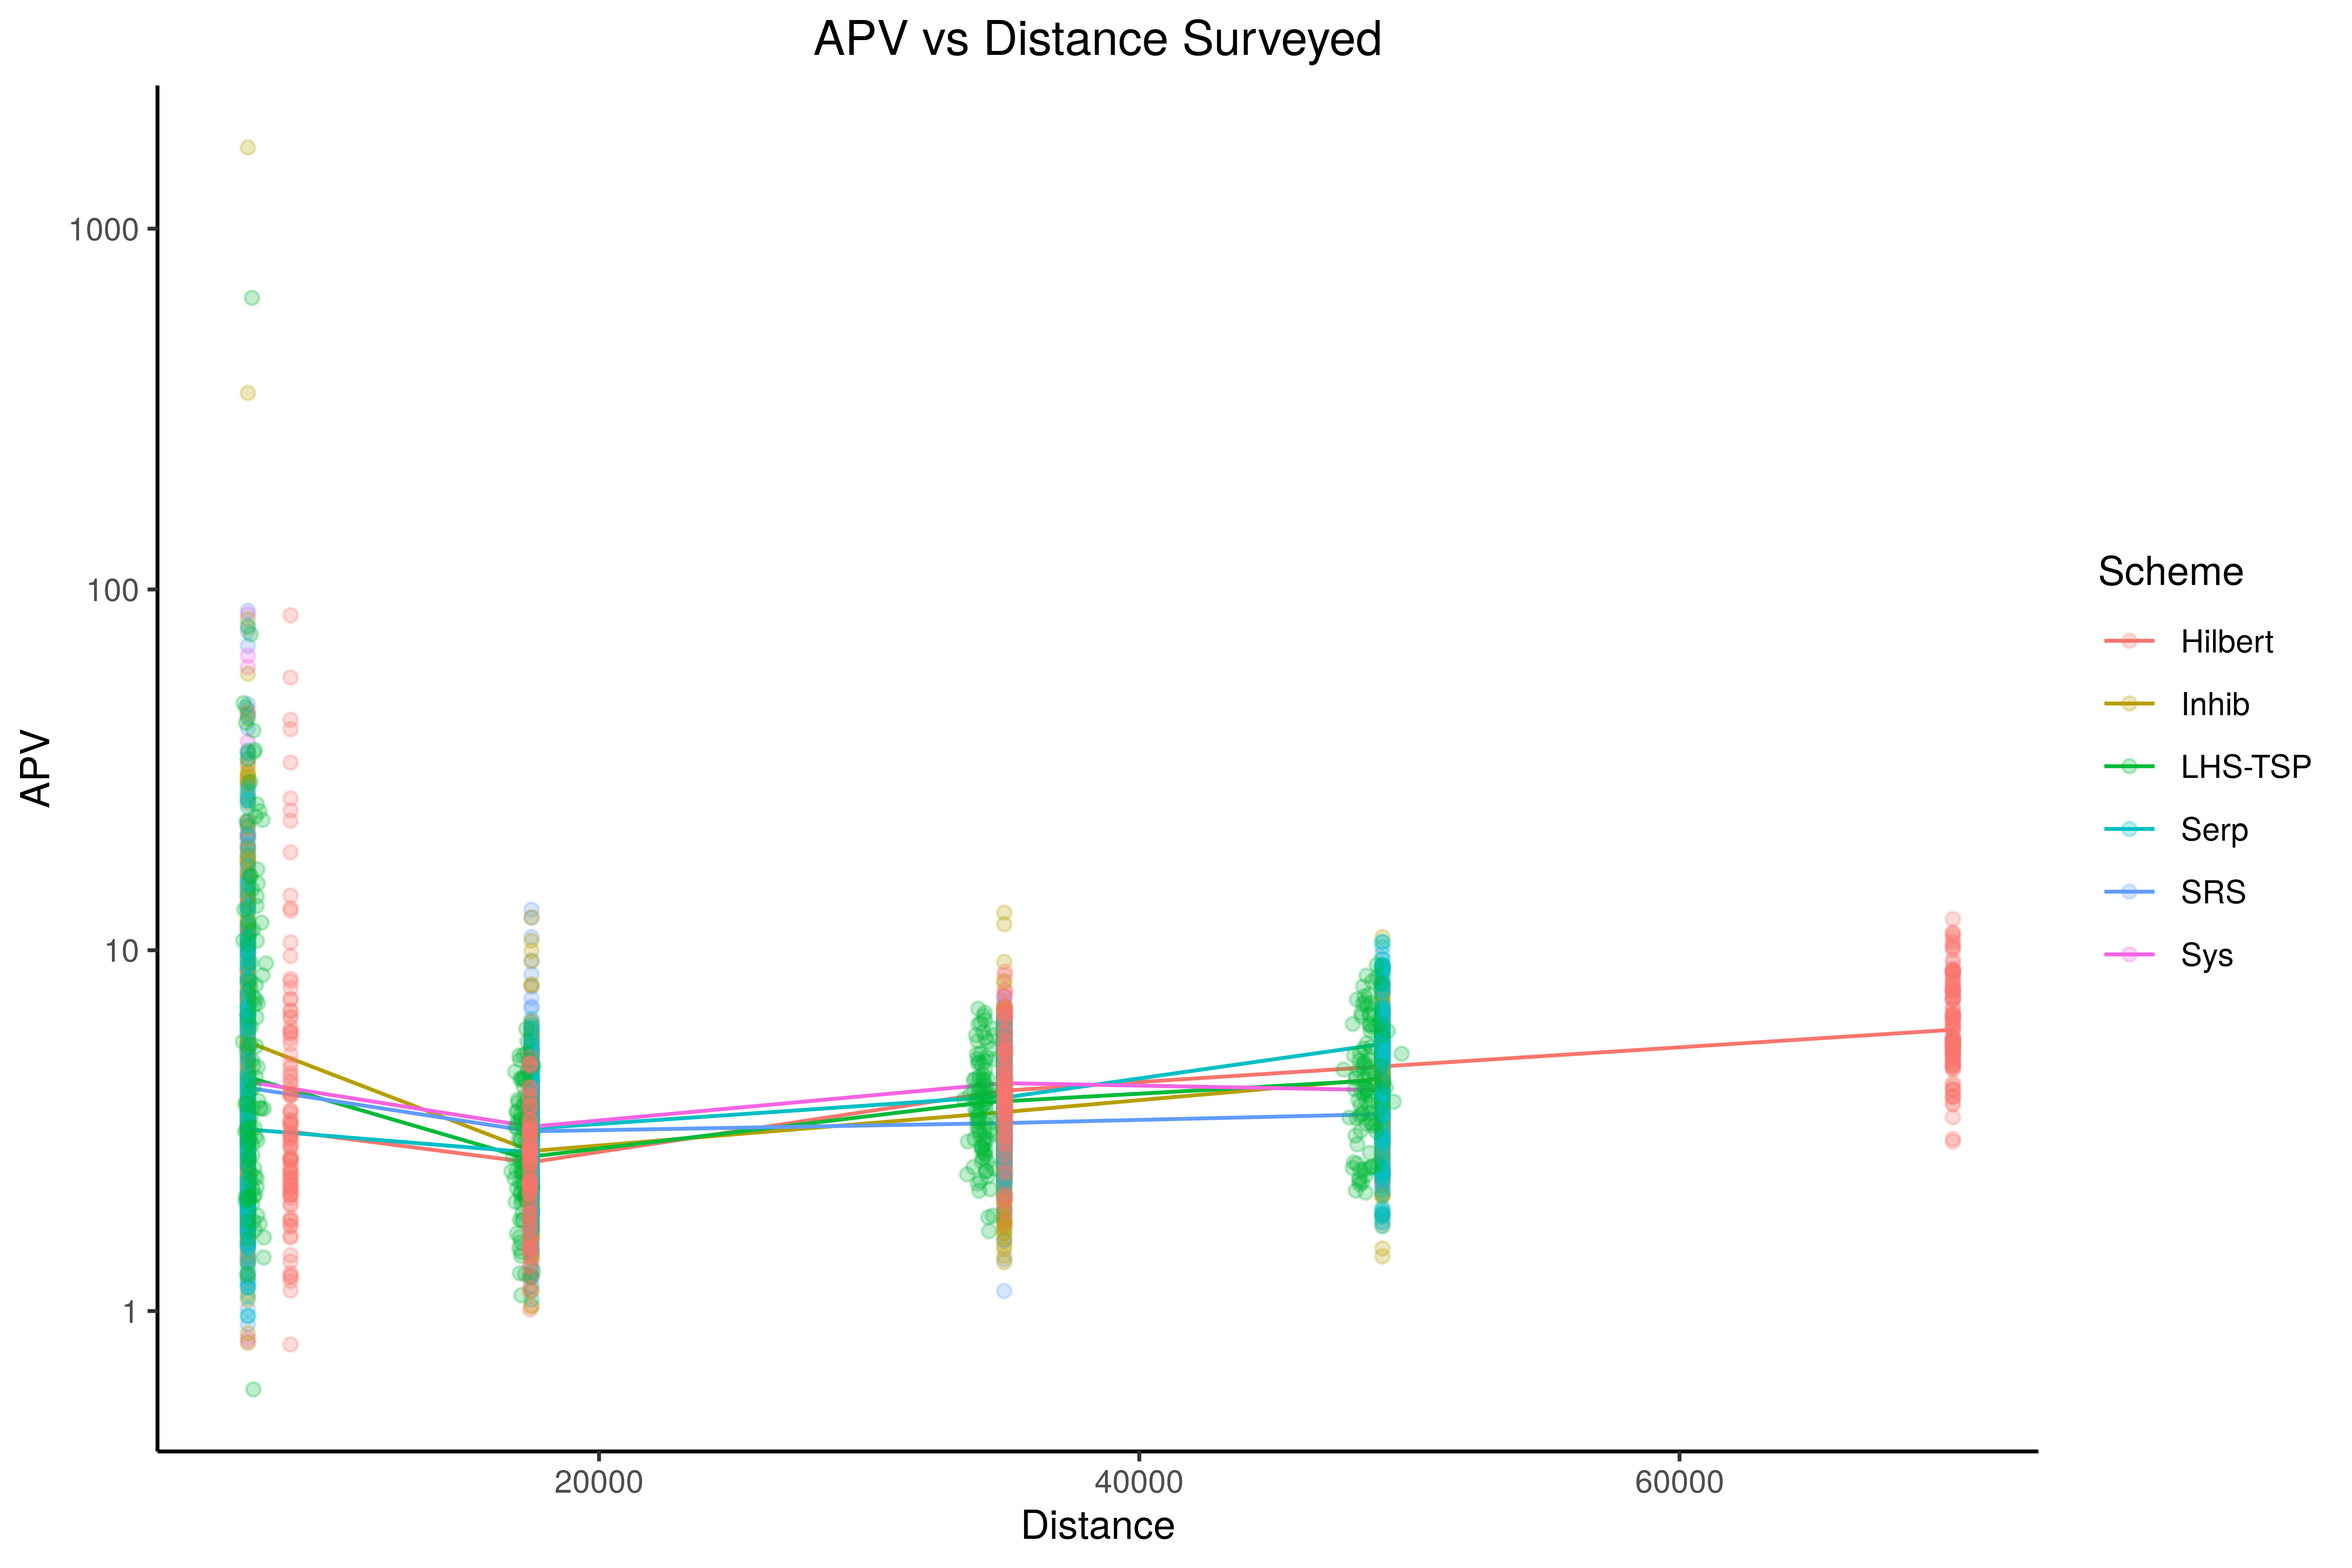 APV vs Distance Surveyed
APV
1000
100
10
1
20000
40000
60000
Distance
Scheme
Hilbert
Inhib
LHS-TSP
Serp
SRS
Sys